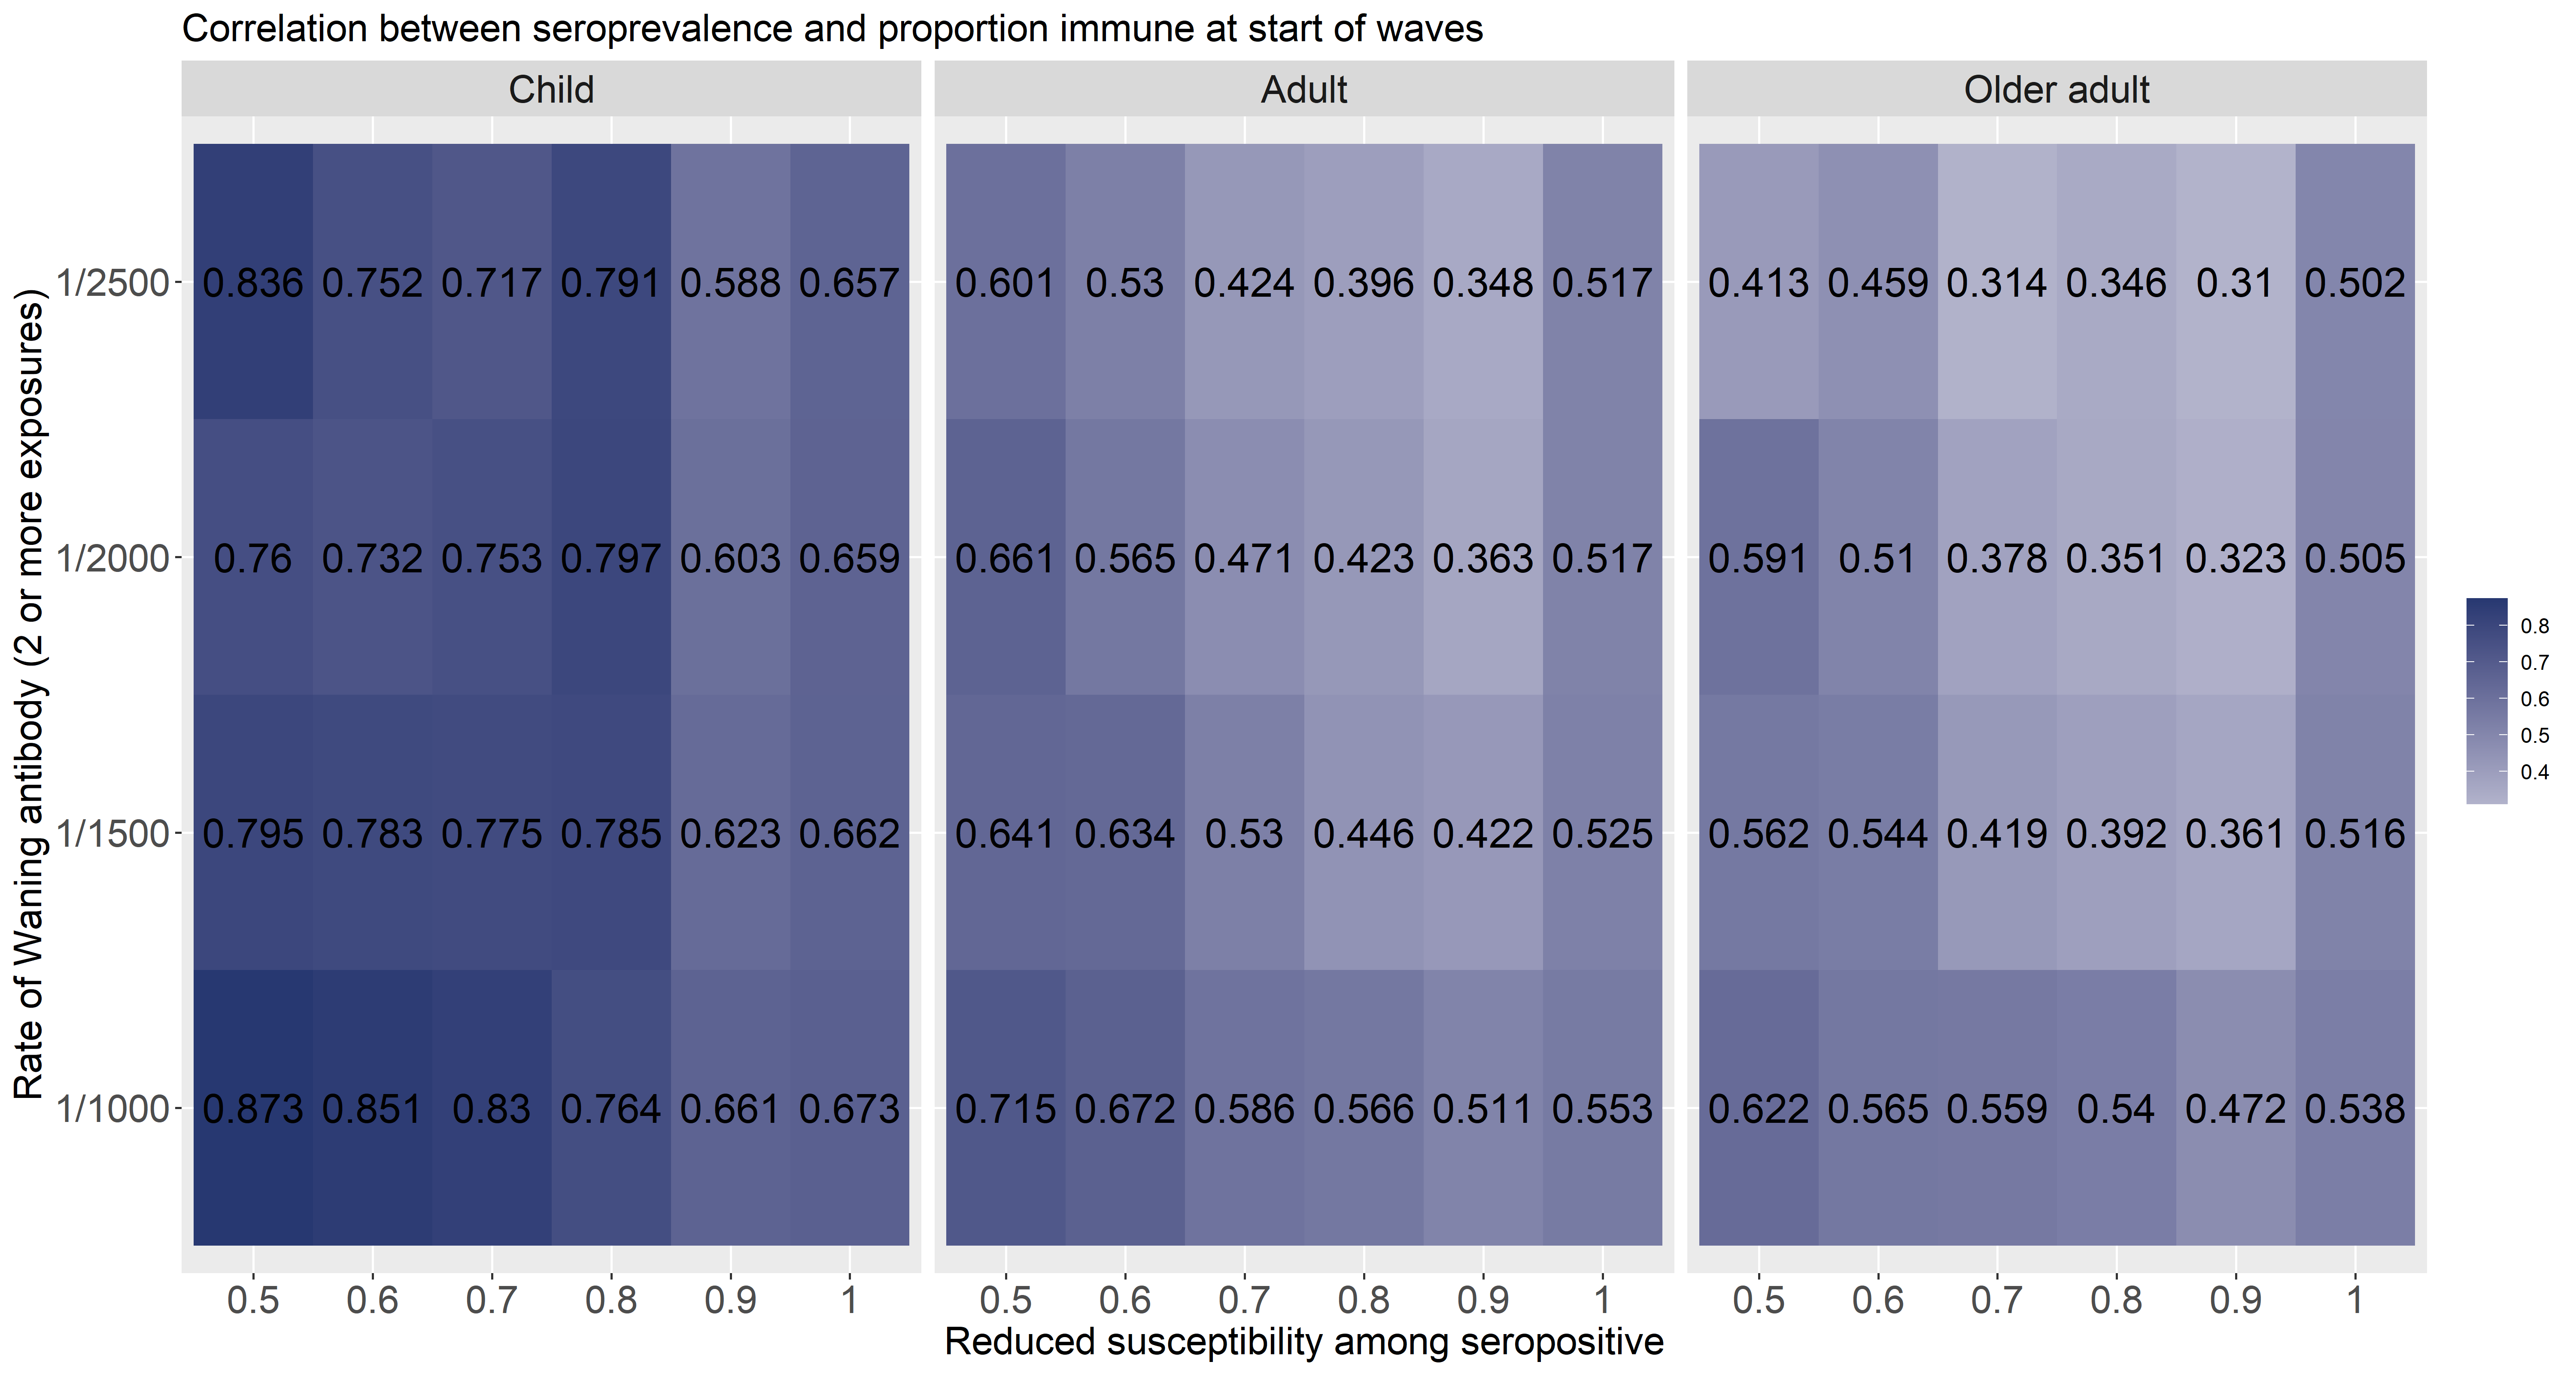 Correlation between seroprevalence and proportion immune at start of waves
Child Adult Older adult
Rate of Waning antibody (2 or more exposures)
1/2500 0.836 0.752 0.717 0.791 0.588 0.657 0.601 0.53 0.424 0.396 0.348 0.517 0.413 0.459 0.314 0.346 0.31 0.502
1/2000 0.76 0.732 0.753 0.797 0.603 0.659 0.661 0.565 0.471 0.423 0.363 0.517 0.591 0.51 0.378 0.351 0.323 0.505
1/1500 0.795 0.783 0.775 0.785 0.623 0.662 0.641 0.634 0.53 0.446 0.422 0.525 0.562 0.544 0.419 0.392 0.361 0.516
1/1000 0.873 0.851 0.83 0.764 0.661 0.673 0.715 0.672 0.586 0.566 0.511 0.553 0.622 0.565 0.559 0.54 0.472 0.538
0.5 0.6 0.7 0.8 0.9 1 0.5 0.6 0.7 0.8 0.9 1 0.5 0.6 0.7 0.8 0.9 1
Reduced susceptibility among seropositive
0.8
0.7
0.6
0.5
0.4